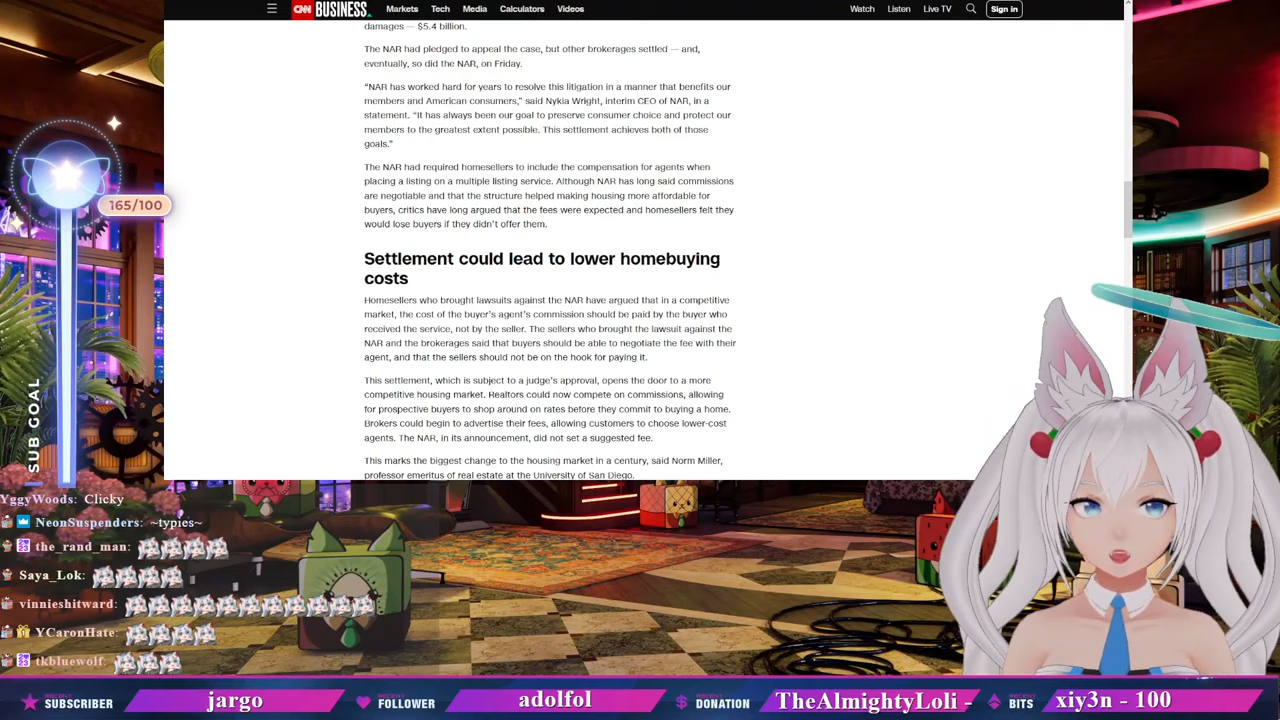 CNN BUSINESS Markets Tech Media Calculators Videos Watch Listen Live TV Sign in
damages — $5.4 billion.
The NAR had pledged to appeal the case, but other brokerages settled — and,
eventually, so did the NAR, on Friday.
“NAR has worked hard for years to resolve this litigation in a manner that benefits our
members and American consumers,” said Nykia Wright, interim CEO of NAR, in a
statement. “It has always been our goal to preserve consumer choice and protect our
members to the greatest extent possible. This settlement achieves both of those
goals.”
The NAR had required homesellers to include the compensation for agents when
placing a listing on a multiple listing service. Although NAR has long said commissions
are negotiable and that the structure helped making housing more affordable for
buyers, critics have long argued that the fees were expected and homesellers felt they
would lose buyers if they didn’t offer them.
Settlement could lead to lower homebuying
costs
Homesellers who brought lawsuits against the NAR have argued that in a competitive
market, the cost of the buyer’s agent’s commission should be paid by the buyer who
received the service, not by the seller. The sellers who brought the lawsuit against the
NAR and the brokerages said that buyers should be able to negotiate the fee with their
agent, and that the sellers should not be on the hook for paying it.
This settlement, which is subject to a judge’s approval, opens the door to a more
competitive housing market. Realtors could now compete on commissions, allowing
for prospective buyers to shop around on rates before they commit to buying a home.
Brokers could begin to advertise their fees, allowing customers to choose lower-cost
agents. The NAR, in its announcement, did not set a suggested fee.
This marks the biggest change to the housing market in a century, said Norm Miller,
professor emeritus of real estate at the University of San Diego.
165/100
SUB GOAL
YggyWoods: Clicky
NeonSuspenders: ~typies~
the_rand_man:
Saya_Lok:
vinnieshitward:
YCaronHate:
tkbluewolf:
RECENT SUBSCRIBER jargo
RECENT FOLLOWER adolfol
RECENT DONATION TheAlmightyLoli -
RECENT BITS xiy3n - 100